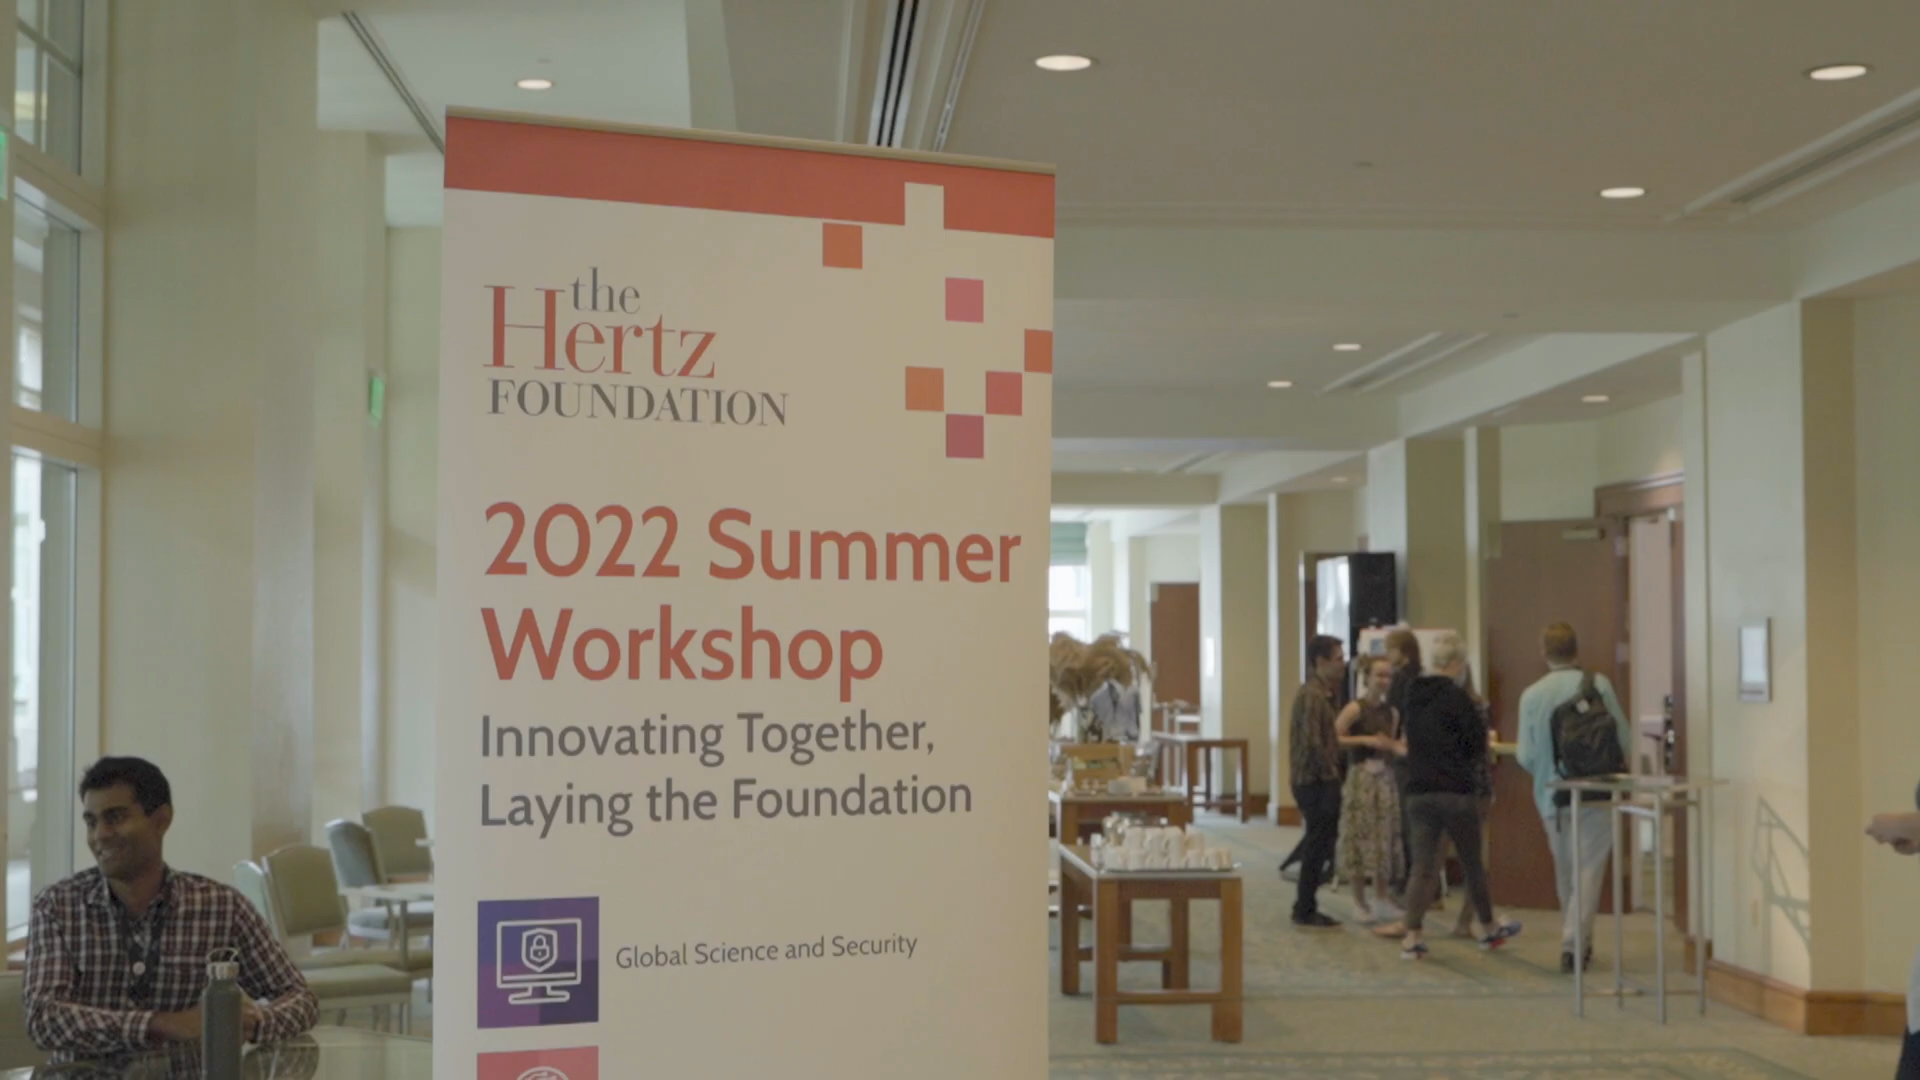 the
Hertz
FOUNDATION
2022 Summer
Workshop
Innovating Together,
Laying the Foundation
Global Science and Security